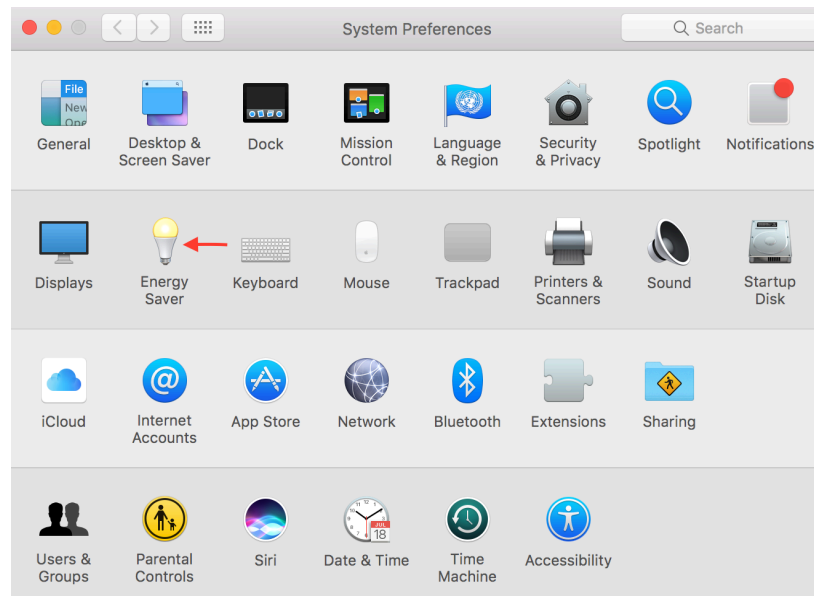 System Preferences
Search
File
New
Ope
General
Desktop &
Screen Saver
Dock
Mission
Control
Language
& Region
Security
& Privacy
Spotlight
Notifications
Displays
Energy
Saver
Keyboard
Mouse
Trackpad
Printers &
Scanners
Sound
Startup
Disk
iCloud
Internet
Accounts
App Store
Network
Bluetooth
Extensions
Sharing
JUL
18
Users &
Groups
Parental
Controls
Siri
Date & Time
Time
Machine
Accessibility